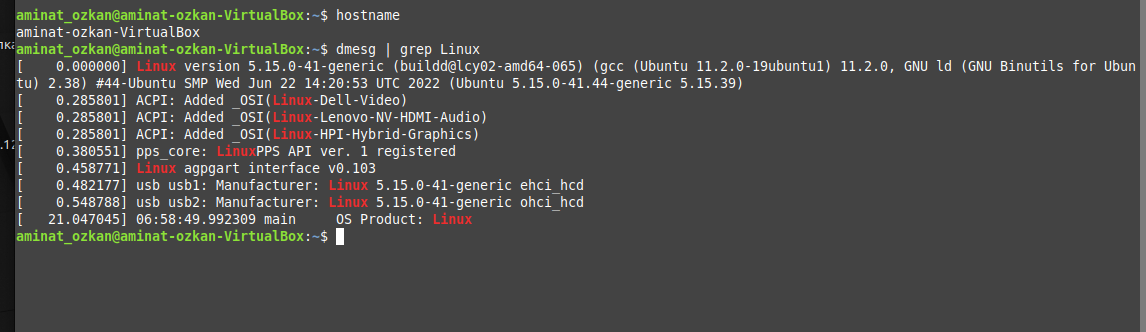 aminat_ozkan@aminat-ozkan-VirtualBox:~$ hostname
aminat-ozkan-VirtualBox
aminat_ozkan@aminat-ozkan-VirtualBox:~$ dmesg | grep Linux
[    0.000000] Linux version 5.15.0-41-generic (buildd@lcy02-amd64-065) (gcc (Ubuntu 11.2.0-19ubuntu1) 11.2.0, GNU ld (GNU Binutils for Ubun
tu) 2.38) #44-Ubuntu SMP Wed Jun 22 14:20:53 UTC 2022 (Ubuntu 5.15.0-41.44-generic 5.15.39)
[    0.285801] ACPI: Added _OSI(Linux-Dell-Video)
[    0.285801] ACPI: Added _OSI(Linux-Lenovo-NV-HDMI-Audio)
[    0.285801] ACPI: Added _OSI(Linux-HPI-Hybrid-Graphics)
[    0.380551] pps_core: LinuxPPS API ver. 1 registered
[    0.458771] Linux agpgart interface v0.103
[    0.482177] usb usb1: Manufacturer: Linux 5.15.0-41-generic ehci_hcd
[    0.548788] usb usb2: Manufacturer: Linux 5.15.0-41-generic ohci_hcd
[   21.047045] 06:58:49.992309 main     OS Product: Linux
aminat_ozkan@aminat-ozkan-VirtualBox:~$